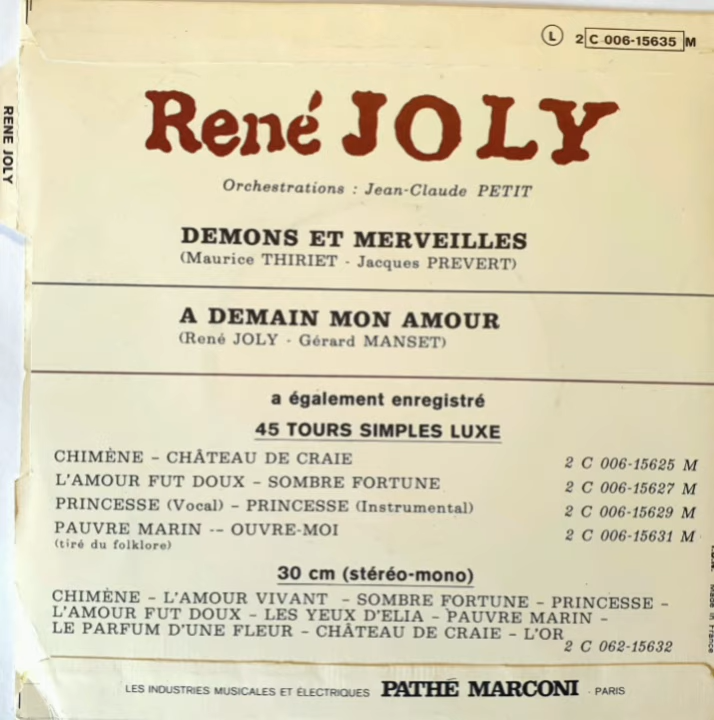 Ⓛ 2 C 006-15635 M
RENE JOLY
René JOLY
Orchestrations : Jean-Claude PETIT
DEMONS ET MERVEILLES
(Maurice THIRIET - Jacques PREVERT)
A DEMAIN MON AMOUR
(René JOLY - Gérard MANSET)
a également enregistré
45 TOURS SIMPLES LUXE
CHIMÈNE – CHÂTEAU DE CRAIE 2 C 006-15625 M
L'AMOUR FUT DOUX – SOMBRE FORTUNE 2 C 006-15627 M
PRINCESSE (Vocal) – PRINCESSE (Instrumental) 2 C 006-15629 M
PAUVRE MARIN -– OUVRE-MOI 2 C 006-15631 M
(tiré du folklore)
30 cm (stéréo-mono)
CHIMÈNE – L'AMOUR VIVANT – SOMBRE FORTUNE – PRINCESSE –
L'AMOUR FUT DOUX – LES YEUX D'ELIA – PAUVRE MARIN –
LE PARFUM D'UNE FLEUR – CHÂTEAU DE CRAIE – L'OR
2 C 062-15632
Made in France
LES INDUSTRIES MUSICALES ET ÉLECTRIQUES PATHÉ MARCONI - PARIS